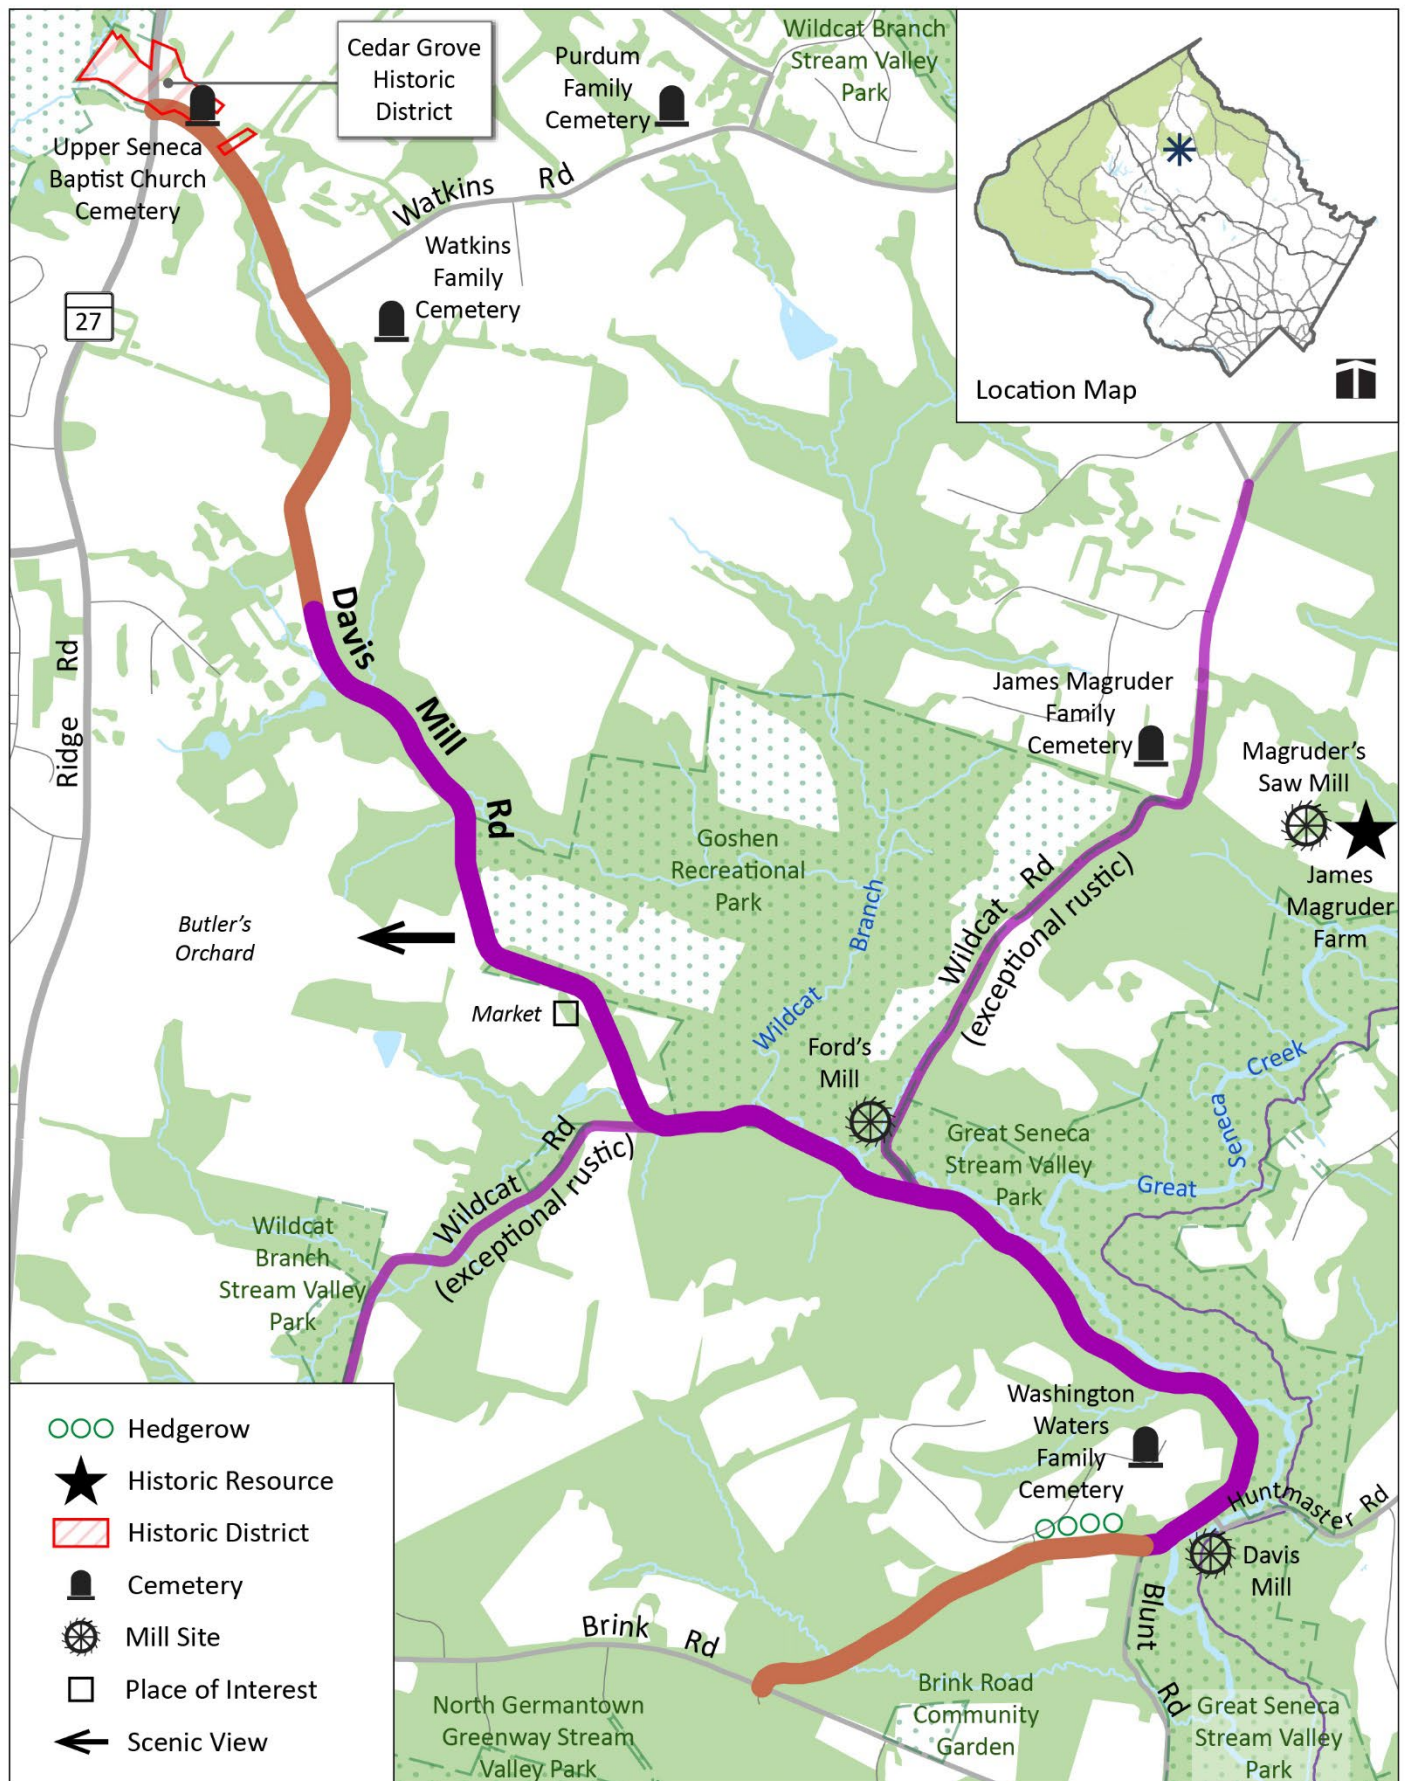 Cedar Grove
Historic
District
Purdum
Family
Cemetery
Wildcat Branch
Stream Valley
Park
Upper Seneca
Baptist Church
Cemetery
Watkins Rd
Watkins
Family
Cemetery
27
Location Map
Davis Mill Rd
Ridge Rd
James Magruder
Family
Cemetery
Magruder's
Saw Mill
James
Magruder
Farm
Goshen
Recreational
Park
Wildcat Rd
(exceptional rustic)
Butler's
Orchard
Market
Wildcat Branch
Ford's
Mill
Great Seneca Creek
Great Seneca
Stream Valley
Park
Wildcat Rd
(exceptional rustic)
Wildcat
Branch
Stream Valley
Park
Washington
Waters
Family
Cemetery
Huntmaster Rd
Davis
Mill
Blunt Rd
Brink Rd
Brink Road
Community
Garden
North Germantown
Greenway Stream
Valley Park
Great Seneca
Stream Valley
Park
Hedgerow
Historic Resource
Historic District
Cemetery
Mill Site
Place of Interest
Scenic View